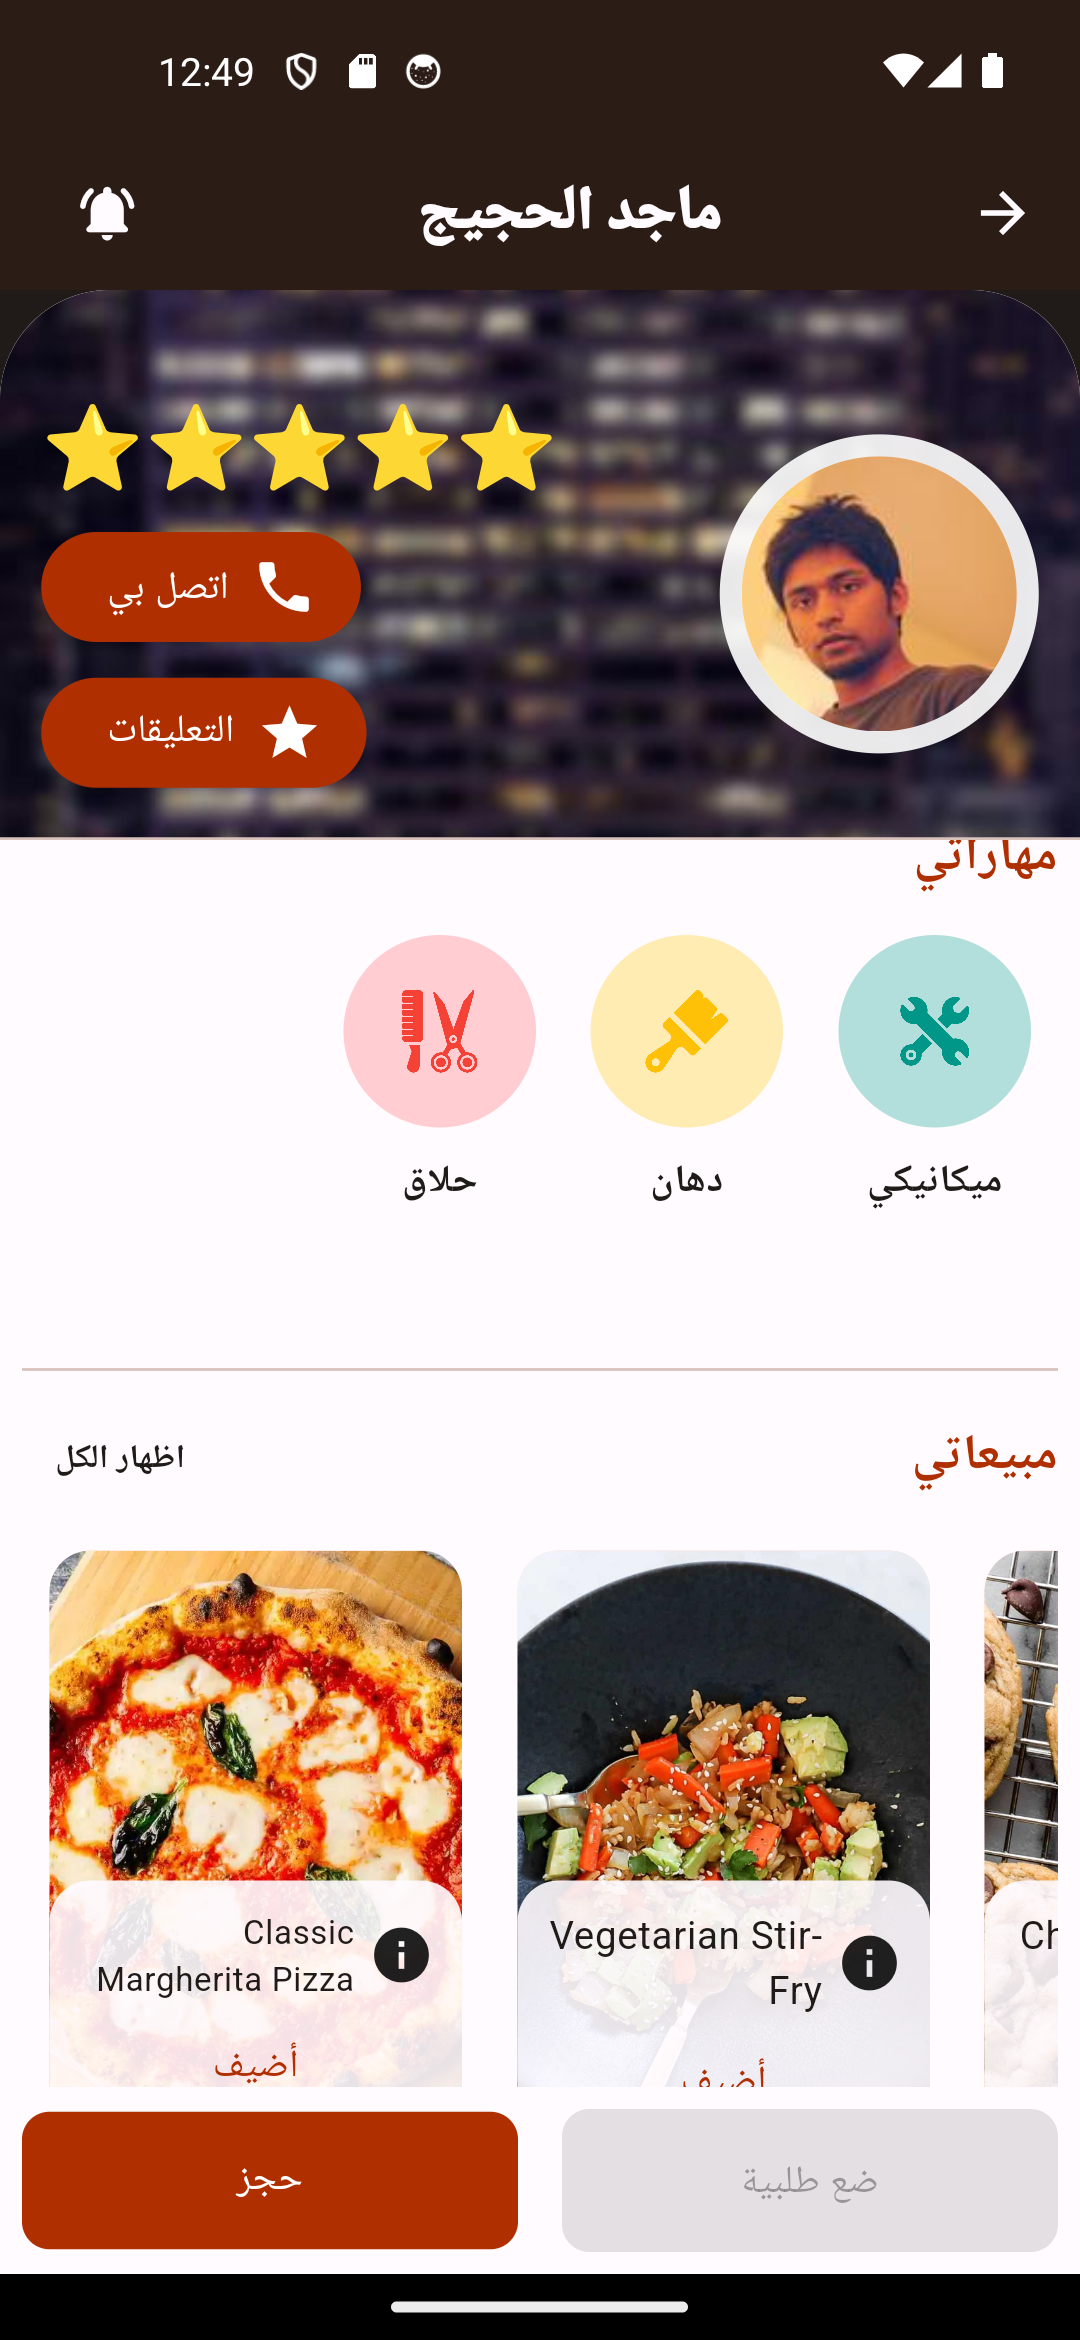 12:49
ماجد الحجيج
اتصل بي
التعليقات
مهاراتي
ميكانيكي
دهان
حلاق
مبيعاتي
اظهار الكل
Classic
Margherita Pizza
أضيف
Vegetarian Stir-
Fry
أضيف
Ch
حجز
ضع طلبية